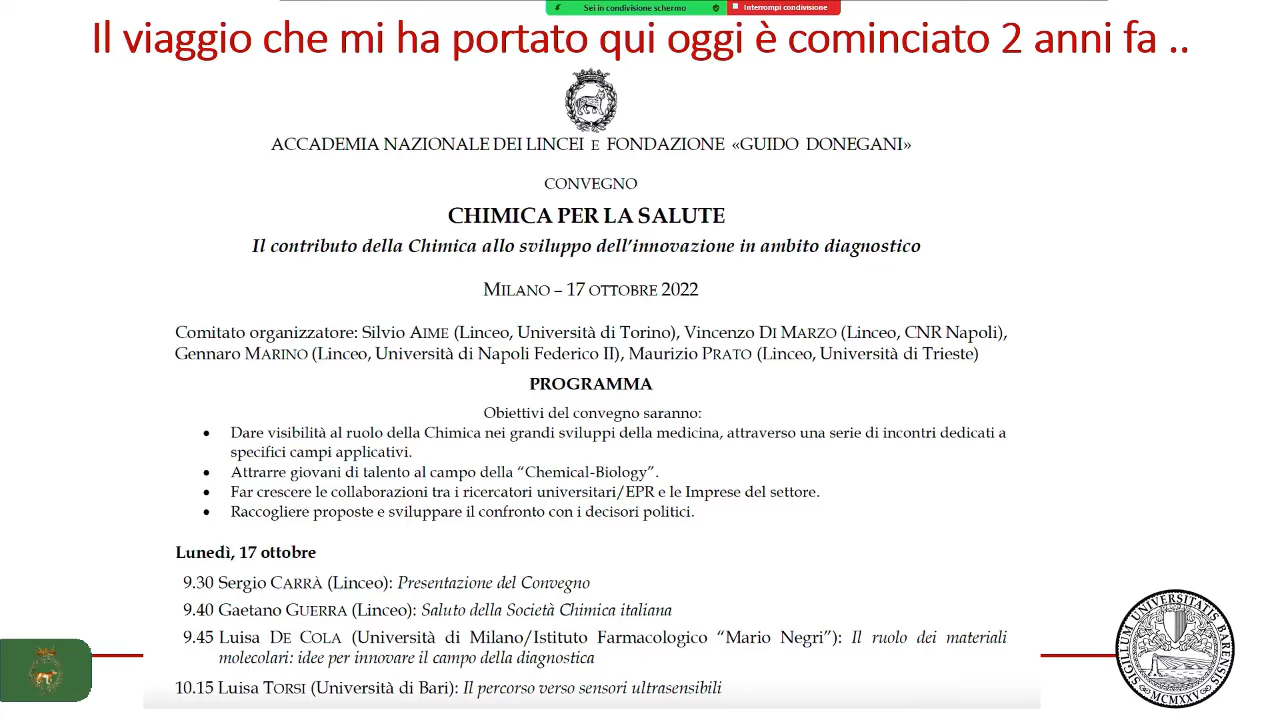 Sei in condivisione schermo
Interrompi condivisione
Il viaggio che mi ha portato qui oggi è cominciato 2 anni fa ..
ACCADEMIA NAZIONALE DEI LINCEI E FONDAZIONE «GUIDO DONEGANI»
CONVEGNO
CHIMICA PER LA SALUTE
Il contributo della Chimica allo sviluppo dell'innovazione in ambito diagnostico
MILANO – 17 OTTOBRE 2022
Comitato organizzatore: Silvio AIME (Linceo, Università di Torino), Vincenzo DI MARZO (Linceo, CNR Napoli),
Gennaro MARINO (Linceo, Università di Napoli Federico II), Maurizio PRATO (Linceo, Università di Trieste)
PROGRAMMA
Obiettivi del convegno saranno:
• Dare visibilità al ruolo della Chimica nei grandi sviluppi della medicina, attraverso una serie di incontri dedicati a
specifici campi applicativi.
• Attrarre giovani di talento al campo della “Chemical-Biology”.
• Far crescere le collaborazioni tra i ricercatori universitari/EPR e le Imprese del settore.
• Raccogliere proposte e sviluppare il confronto con i decisori politici.
Lunedì, 17 ottobre
9.30 Sergio CARRÀ (Linceo): Presentazione del Convegno
9.40 Gaetano GUERRA (Linceo): Saluto della Società Chimica italiana
9.45 Luisa DE COLA (Università di Milano/Istituto Farmacologico “Mario Negri”): Il ruolo dei materiali
molecolari: idee per innovare il campo della diagnostica
10.15 Luisa TORSI (Università di Bari): Il percorso verso sensori ultrasensibili
SIGILLUM UNIVERSITATIS BARENSIS
MCMXXV